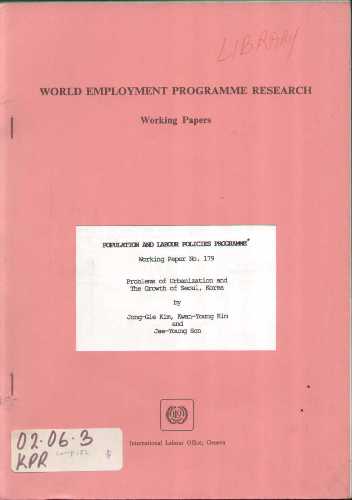 LIBRARY
WORLD EMPLOYMENT PROGRAMME RESEARCH
Working Papers
POPULATION AND LABOUR POLICIES PROGRAMME*
Working Paper No. 179
Problems of Urbanization and
The Growth of Seoul, Korea
by
Jong-Gie Kim, Kwan-Young Kim
and
Jae-Young Son
International Labour Office, Geneva
02.06.3
KPR